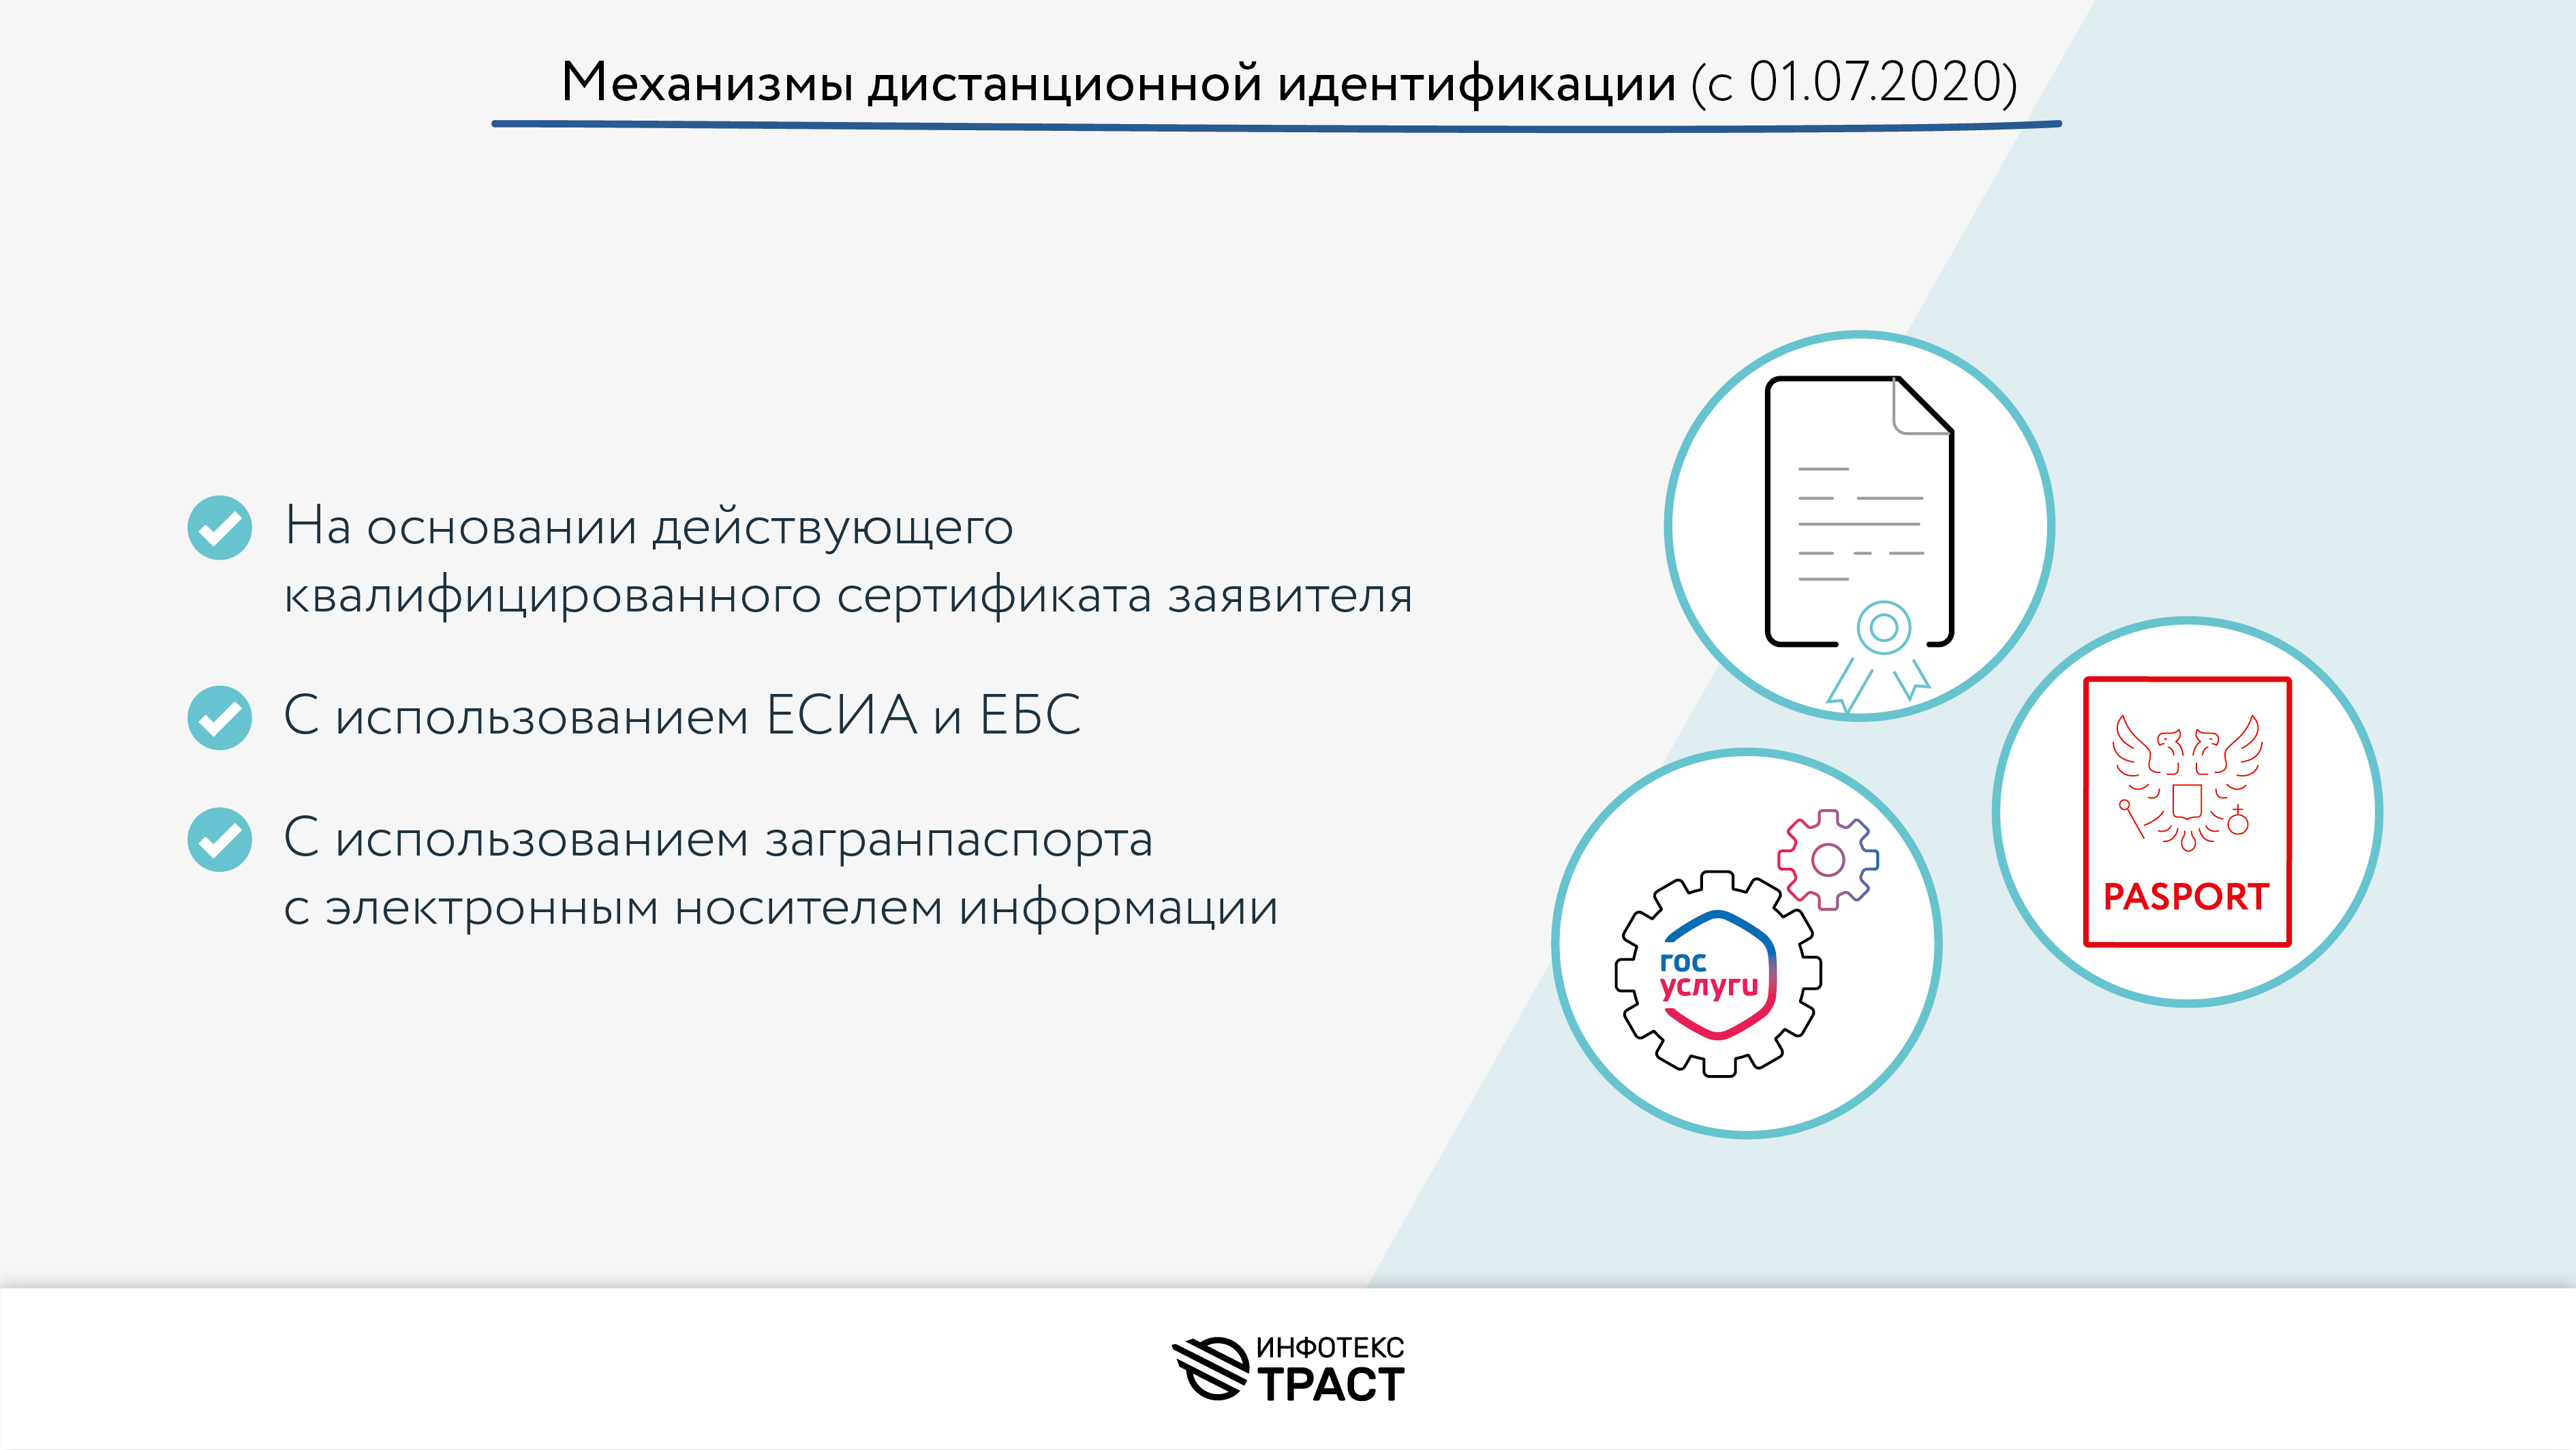 Механизмы дистанционной идентификации (с 01.07.2020)
На основании действующего
квалифицированного сертификата заявителя
С использованием ЕСИА и ЕБС
С использованием загранпаспорта
с электронным носителем информации
PASPORT
гос
услуги
ИНФОТЕКС
ТРАСТ